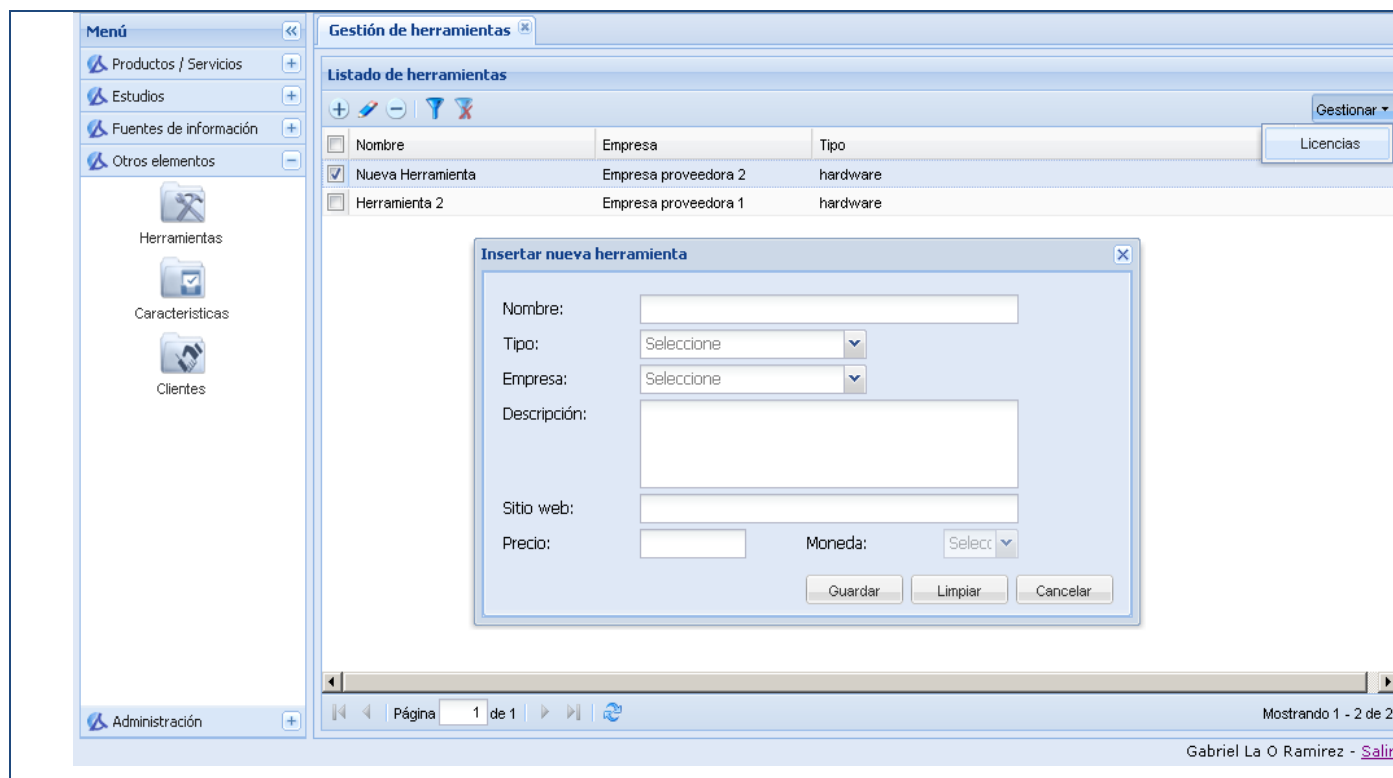 Menú
Productos / Servicios
Estudios
Fuentes de información
Otros elementos
Herramientas
Caracteristicas
Clientes
Administración
Gestión de herramientas
Listado de herramientas
Gestionar
Licencias
Nombre Empresa Tipo
Nueva Herramienta Empresa proveedora 2 hardware
Herramienta 2 Empresa proveedora 1 hardware
Insertar nueva herramienta
Nombre:
Tipo: Seleccione
Empresa: Seleccione
Descripción:
Sitio web:
Precio: Moneda: Selecc
Guardar Limpiar Cancelar
Página 1 de 1 Mostrando 1 - 2 de 2
Gabriel La O Ramirez - Salir